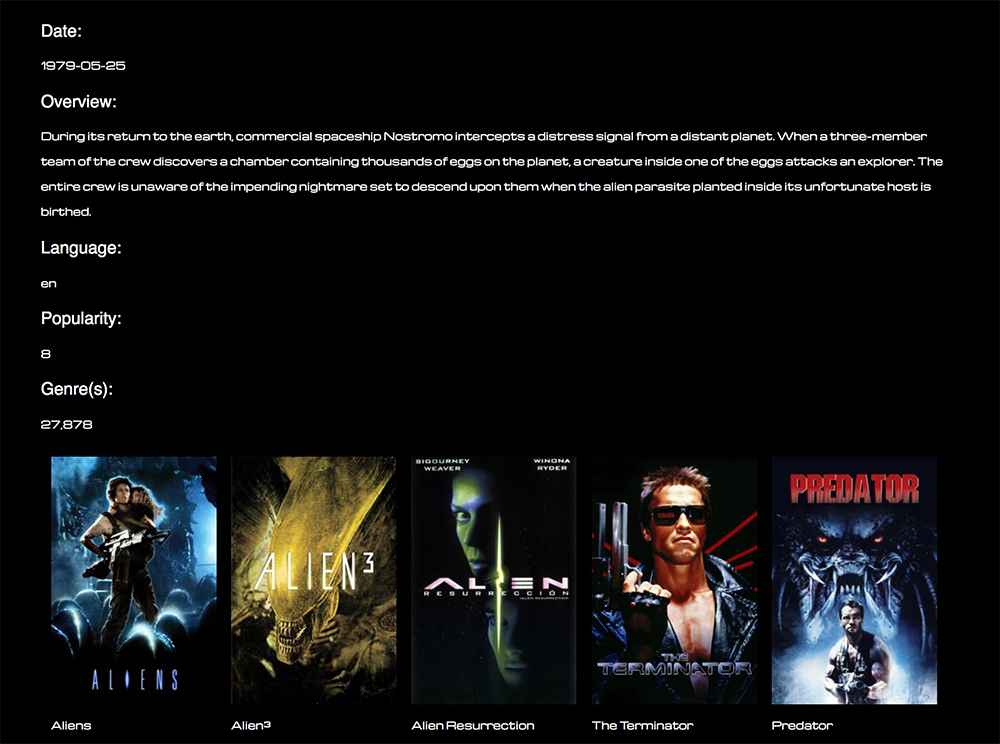 Date:
1979-05-25
Overview:
During its return to the earth, commercial spaceship Nostromo intercepts a distress signal from a distant planet. When a three-member
team of the crew discovers a chamber containing thousands of eggs on the planet, a creature inside one of the eggs attacks an explorer. The
entire crew is unaware of the impending nightmare set to descend upon them when the alien parasite planted inside its unfortunate host is
birthed.
Language:
en
Popularity:
8
Genre(s):
27,878
ALIENS
ALIEN³
SIGOURNEY WEAVER
WINONA RYDER
ALIEN
RESURRECCIÓN
(ALIEN RESURRECTION)
THE
TERMINATOR
PREDATOR
Aliens
Alien³
Alien Resurrection
The Terminator
Predator